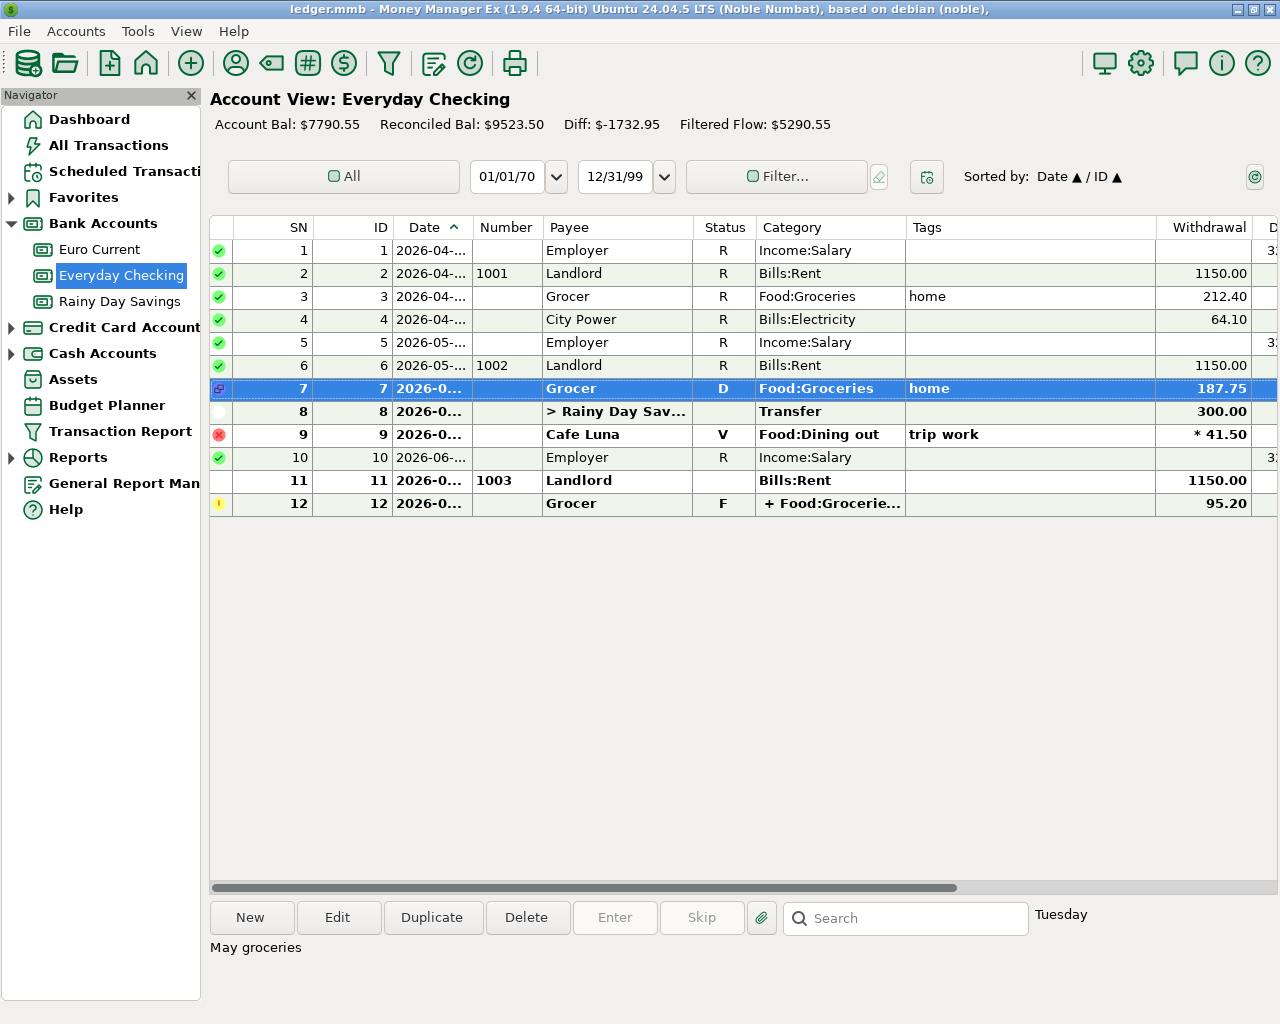 ledger.mmb - Money Manager Ex (1.9.4 64-bit) Ubuntu 24.04.5 LTS (Noble Numbat), based on debian (noble),
File Accounts Tools View Help
Navigator
Dashboard
All Transactions
Scheduled Transacti
Favorites
Bank Accounts
Euro Current
Everyday Checking
Rainy Day Savings
Credit Card Account
Cash Accounts
Assets
Budget Planner
Transaction Report
Reports
General Report Man
Help
Account View: Everyday Checking
Account Bal: $7790.55 Reconciled Bal: $9523.50 Diff: $-1732.95 Filtered Flow: $5290.55
All 01/01/70 12/31/99 Filter... Sorted by: Date ▲ / ID ▲
SN ID Date Number Payee Status Category Tags Withdrawal D
1 1 2026-04-... Employer R Income:Salary 32
2 2 2026-04-... 1001 Landlord R Bills:Rent 1150.00
3 3 2026-04-... Grocer R Food:Groceries home 212.40
4 4 2026-04-... City Power R Bills:Electricity 64.10
5 5 2026-05-... Employer R Income:Salary 32
6 6 2026-05-... 1002 Landlord R Bills:Rent 1150.00
7 7 2026-0... Grocer D Food:Groceries home 187.75
8 8 2026-0... > Rainy Day Sav... Transfer 300.00
9 9 2026-0... Cafe Luna V Food:Dining out trip work * 41.50
10 10 2026-06-... Employer R Income:Salary 32
11 11 2026-0... 1003 Landlord Bills:Rent 1150.00
12 12 2026-0... Grocer F + Food:Grocerie... 95.20
New Edit Duplicate Delete Enter Skip Search Tuesday
May groceries